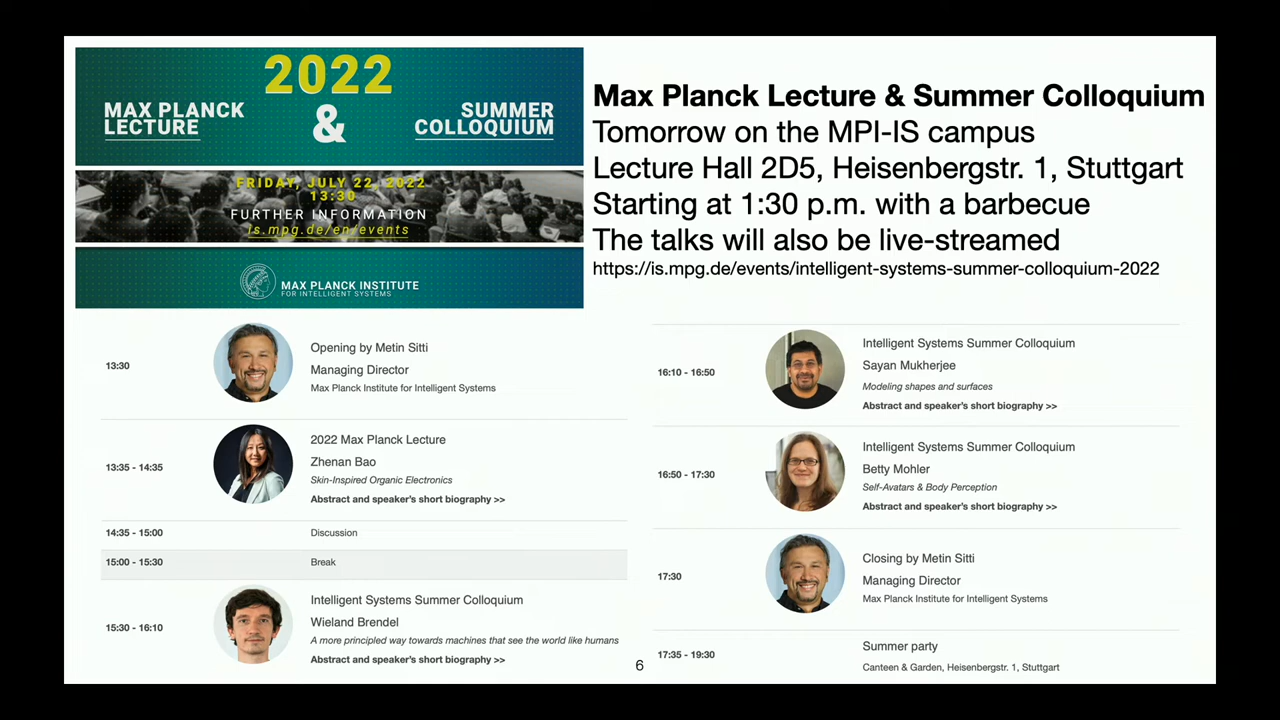 2022
MAX PLANCK
LECTURE
&
SUMMER
COLLOQUIUM
FRIDAY, JULY 22, 2022
13:30
FURTHER INFORMATION
is.mpg.de/en/events
MAX PLANCK INSTITUTE
FOR INTELLIGENT SYSTEMS
Max Planck Lecture & Summer Colloquium
Tomorrow on the MPI-IS campus
Lecture Hall 2D5, Heisenbergstr. 1, Stuttgart
Starting at 1:30 p.m. with a barbecue
The talks will also be live-streamed
https://is.mpg.de/events/intelligent-systems-summer-colloquium-2022
13:30
Opening by Metin Sitti
Managing Director
Max Planck Institute for Intelligent Systems
13:35 - 14:35
2022 Max Planck Lecture
Zhenan Bao
Skin-Inspired Organic Electronics
Abstract and speaker's short biography >>
14:35 - 15:00
Discussion
15:00 - 15:30
Break
15:30 - 16:10
Intelligent Systems Summer Colloquium
Wieland Brendel
A more principled way towards machines that see the world like humans
Abstract and speaker's short biography >>
16:10 - 16:50
Intelligent Systems Summer Colloquium
Sayan Mukherjee
Modeling shapes and surfaces
Abstract and speaker's short biography >>
16:50 - 17:30
Intelligent Systems Summer Colloquium
Betty Mohler
Self-Avatars & Body Perception
Abstract and speaker's short biography >>
17:30
Closing by Metin Sitti
Managing Director
Max Planck Institute for Intelligent Systems
17:35 - 19:30
Summer party
Canteen & Garden, Heisenbergstr. 1, Stuttgart
6